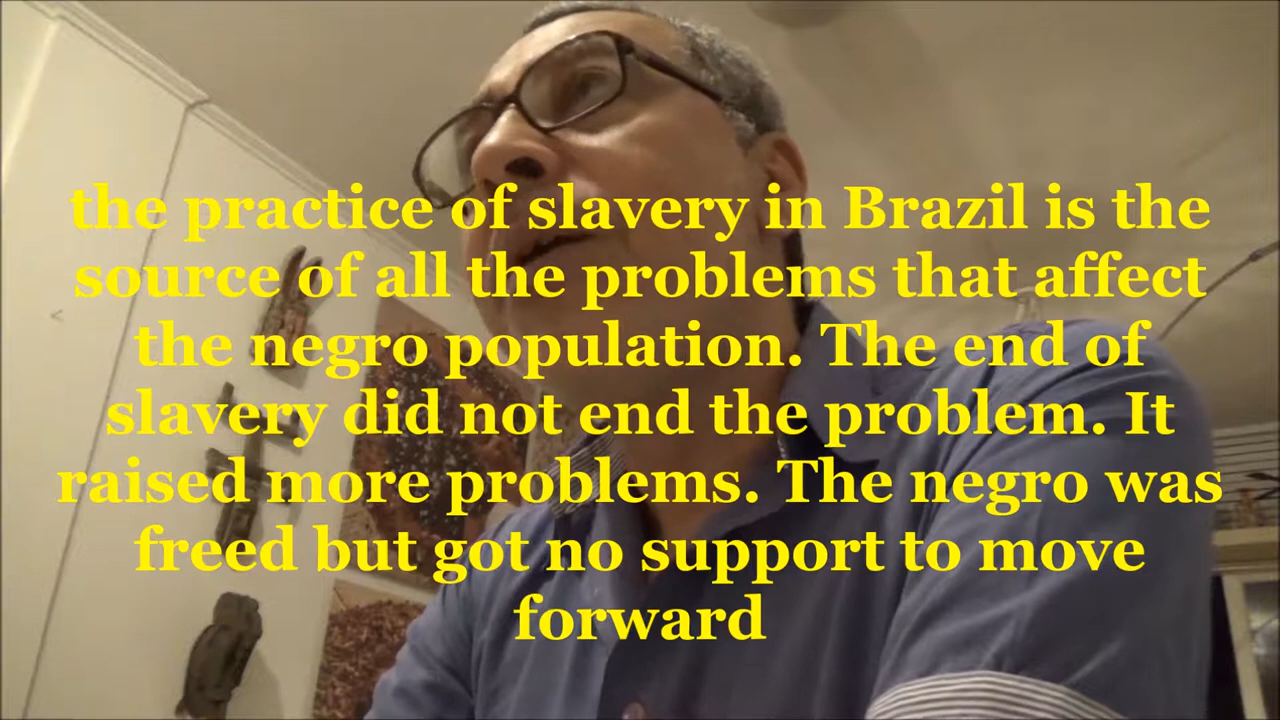 the practice of slavery in Brazil is the
source of all the problems that affect
the negro population. The end of
slavery did not end the problem. It
raised more problems. The negro was
freed but got no support to move
forward